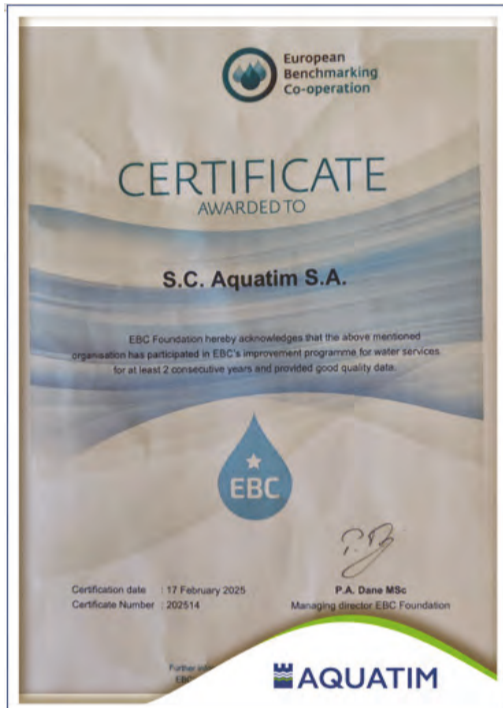 European
Benchmarking
Co-operation
CERTIFICATE
AWARDED TO
S.C. Aquatim S.A.
EBC Foundation hereby acknowledges that the above mentioned
organisation has participated in EBC's improvement programme for water services
for at least 2 consecutive years and provided good quality data.
EBC
Certification date : 17 February 2025
Certificate Number : 202514
P.A. Dane MSc
Managing director EBC Foundation
Further
EBC
AQUATIM